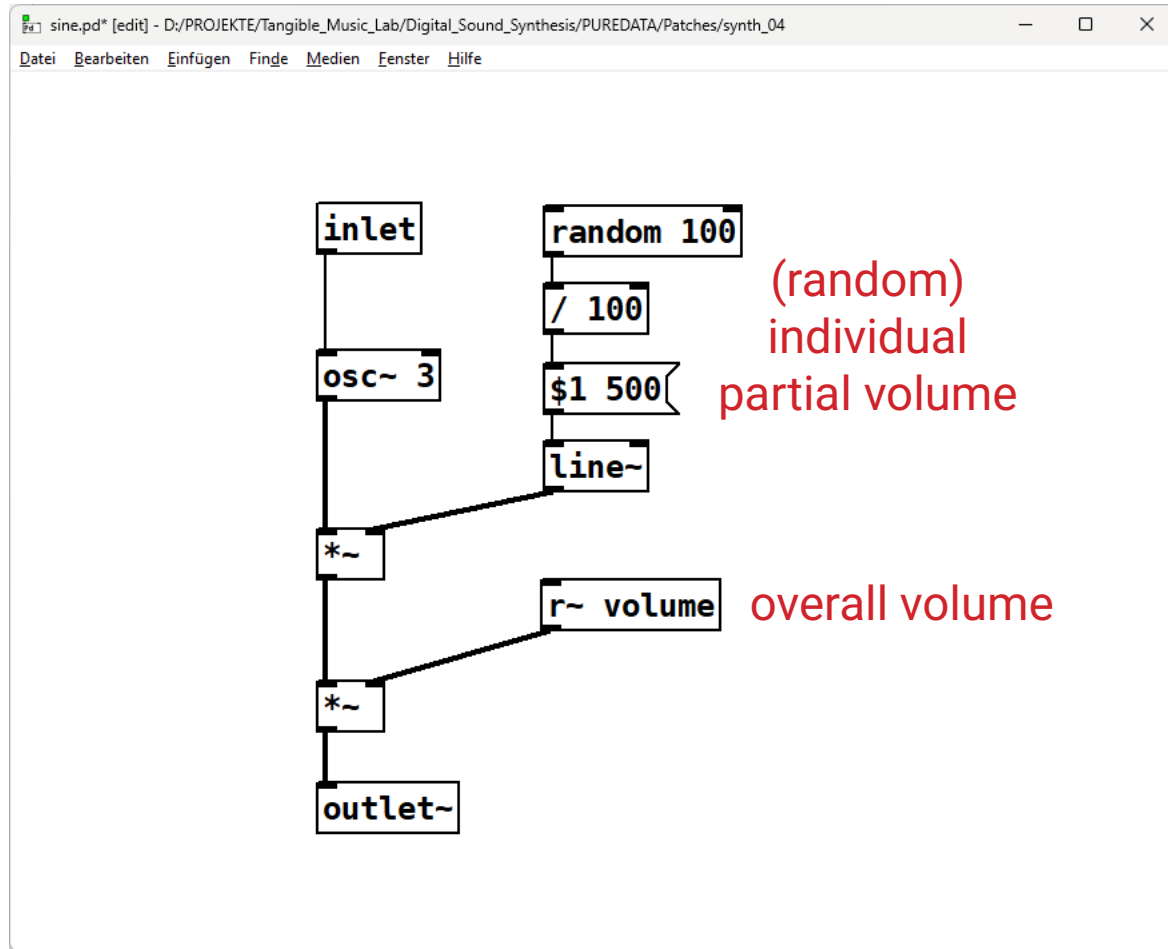 sine.pd* [edit] - D:/PROJEKTE/Tangible_Music_Lab/Digital_Sound_Synthesis/PUREDATA/Patches/synth_04
Datei Bearbeiten Einfügen Finde Medien Fenster Hilfe
inlet
random 100
/ 100
(random)
individual
partial volume
osc~ 3
$1 500
line~
*~
r~ volume
overall volume
*~
outlet~